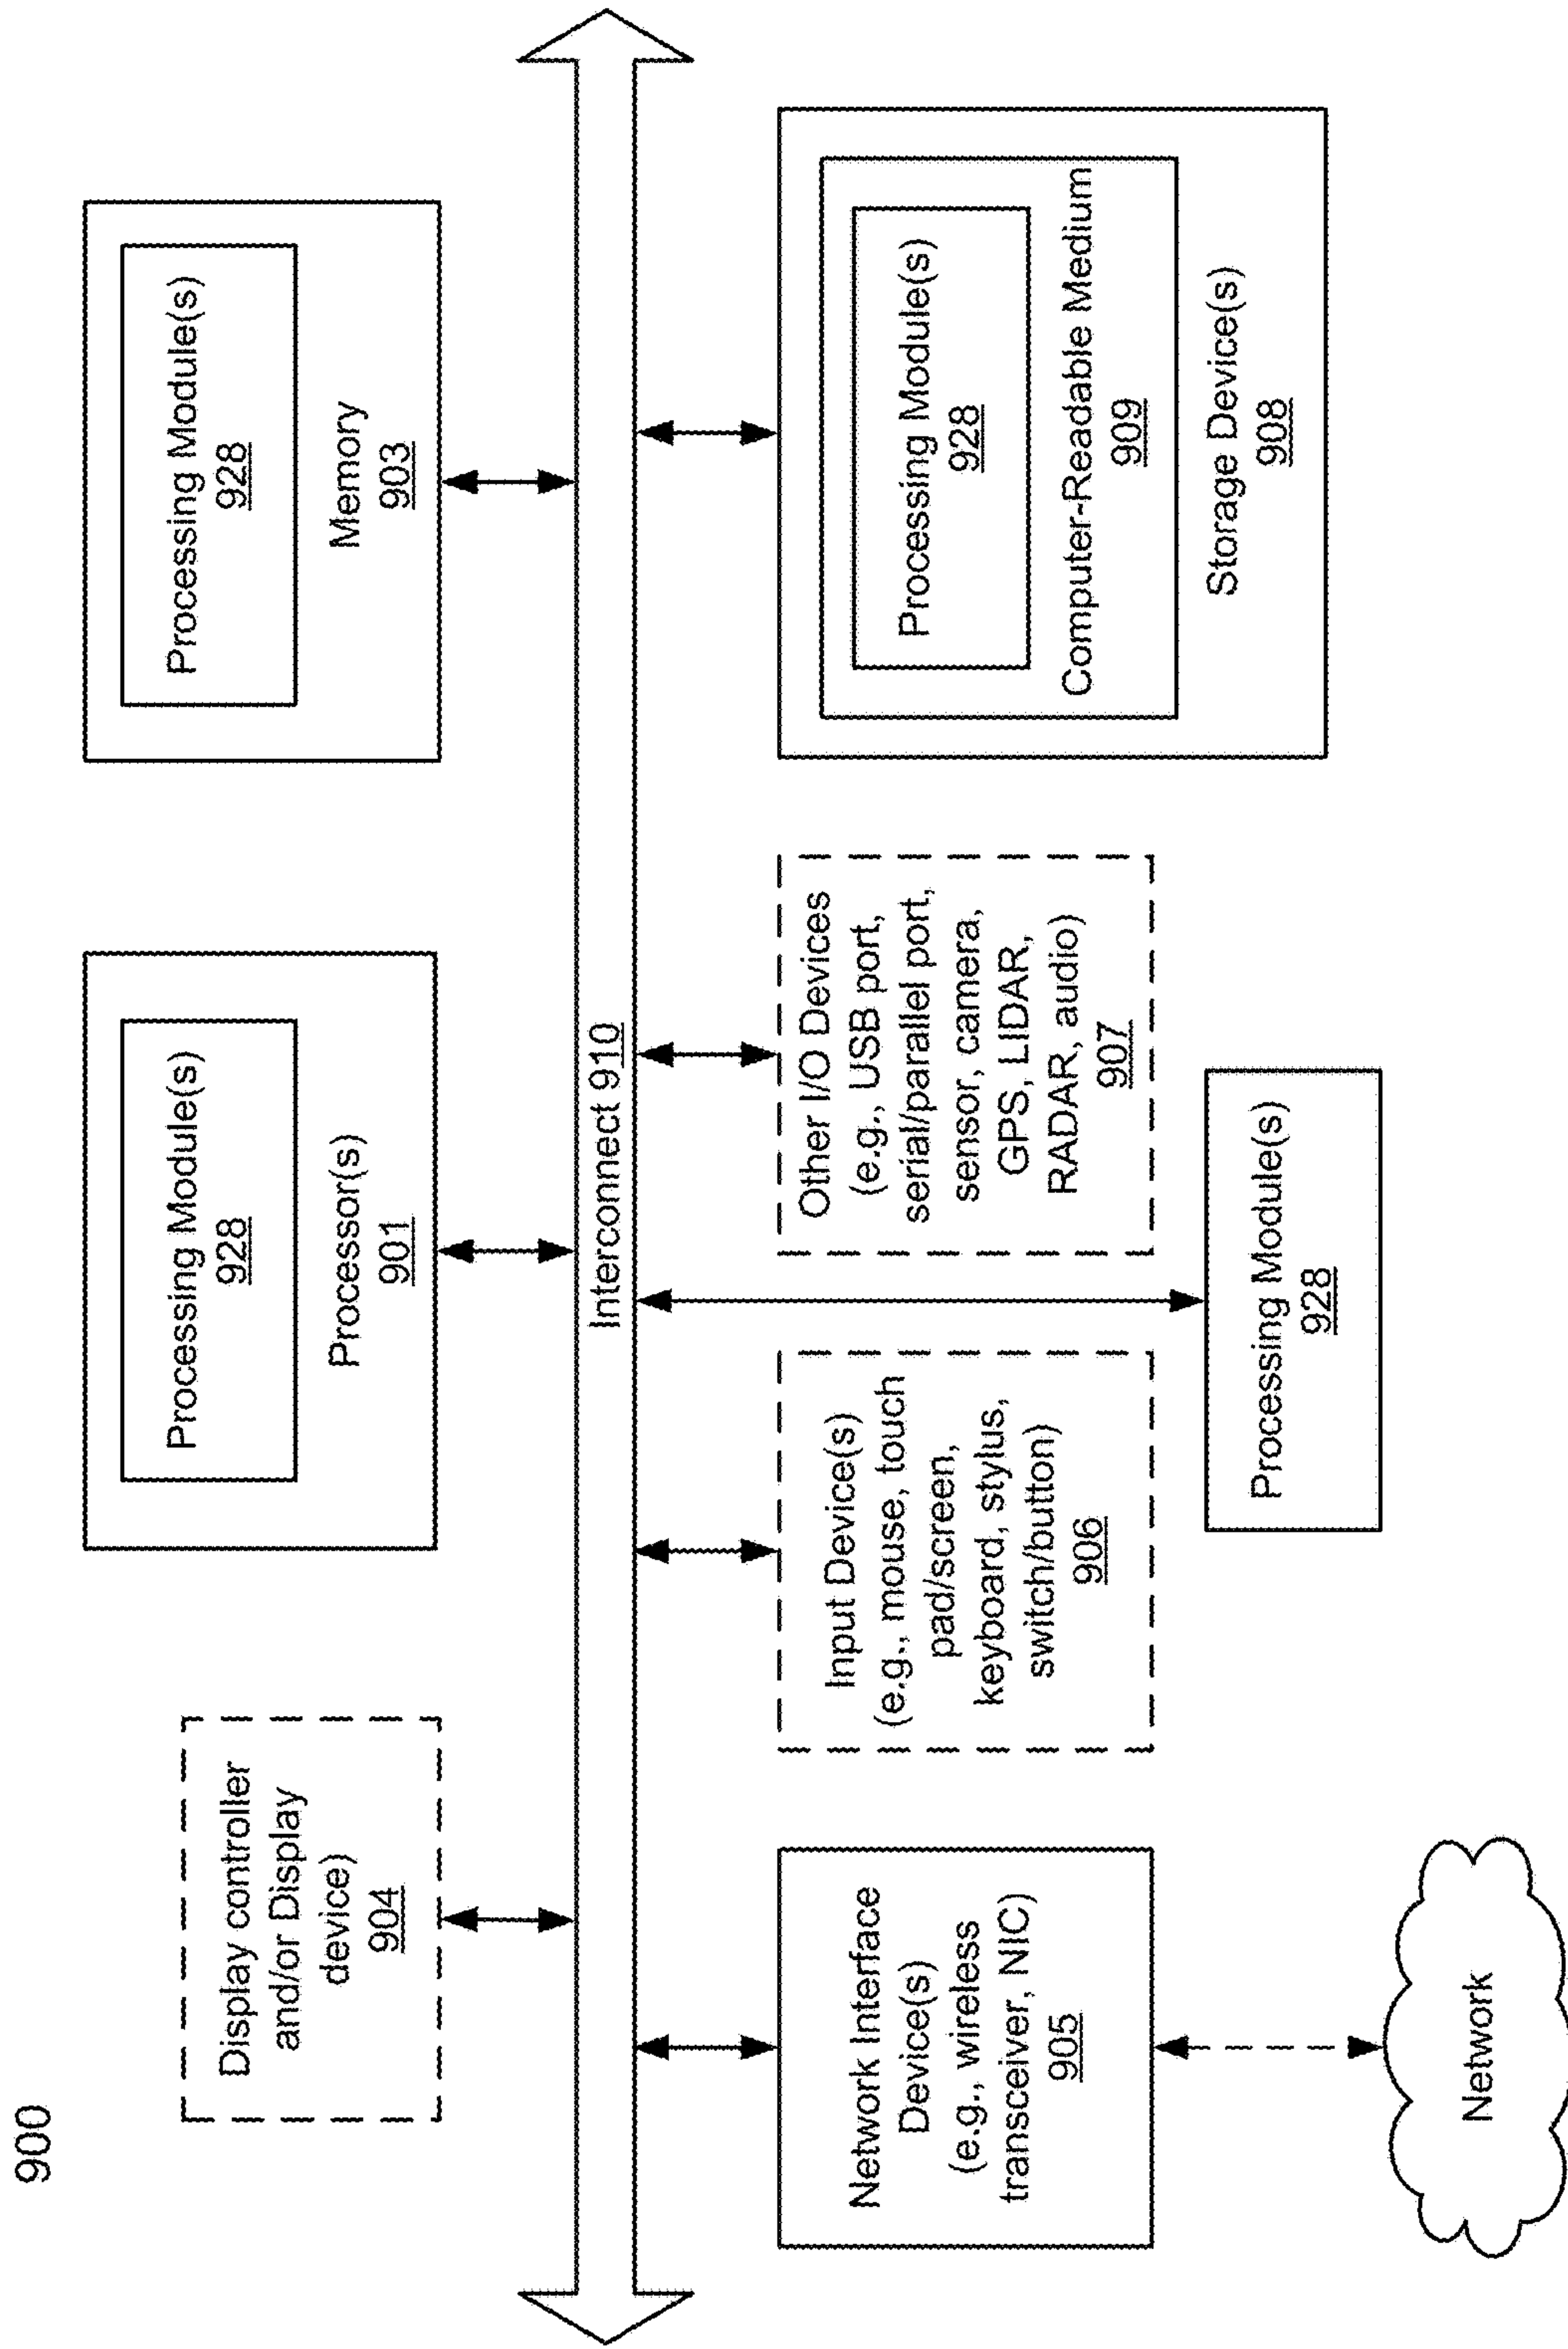 900
Display controller
and/or Display
device)
904
Processing Module(s)
928
Processor(s)
901
Processing Module(s)
928
Memory
903
Interconnect 910
Network Interface
Device(s)
(e.g., wireless
transceiver, NIC)
905
Input Device(s)
(e.g., mouse, touch
pad/screen,
keyboard, stylus,
switch/button)
906
Other I/O Devices
(e.g., USB port,
serial/parallel port,
sensor, camera,
GPS, LIDAR,
RADAR, audio)
907
Processing Module(s)
928
Computer-Readable Medium
909
Storage Device(s)
908
Processing Module(s)
928
Network